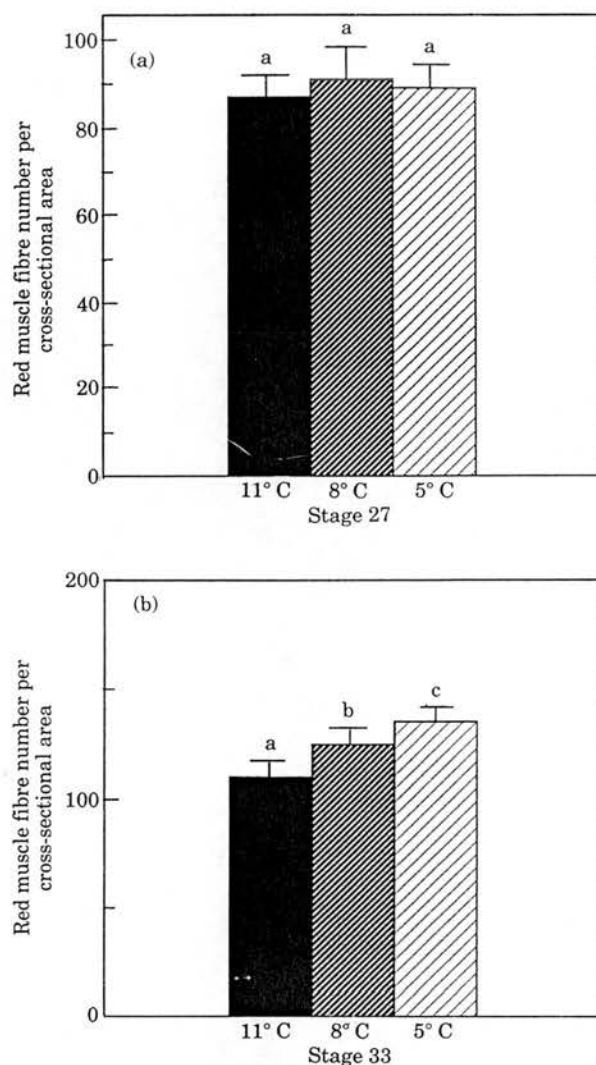 100
(a)
a
a
a
80
60
40
20
0
Red muscle fibre number per
cross-sectional area
11° C 8° C 5° C
Stage 27
200
(b)
a
b
c
100
0
Red muscle fibre number per
cross-sectional area
11° C 8° C 5° C
Stage 33